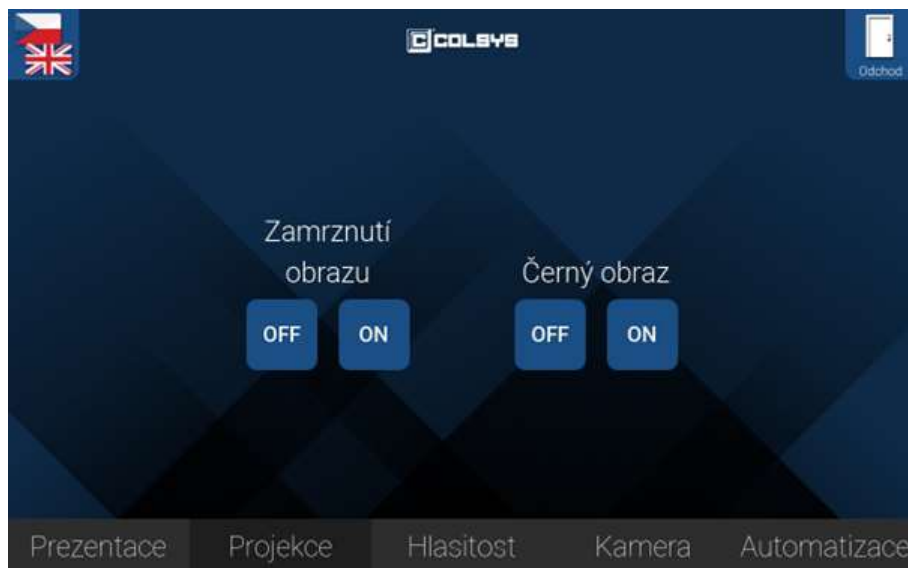 COLSYS
Odchod
Zamrznutí
obrazu
Černý obraz
OFF ON OFF ON
Prezentace Projekce Hlasitost Kamera Automatizace